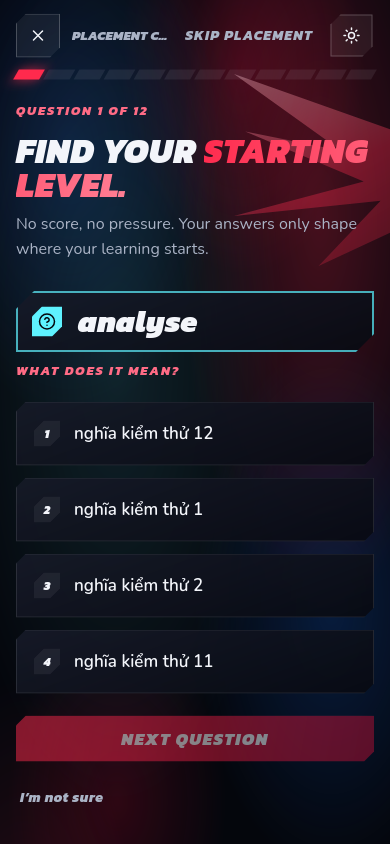 PLACEMENT C... SKIP PLACEMENT
QUESTION 1 OF 12
FIND YOUR STARTING
LEVEL.
No score, no pressure. Your answers only shape
where your learning starts.
analyse
WHAT DOES IT MEAN?
1 nghĩa kiểm thử 12
2 nghĩa kiểm thử 1
3 nghĩa kiểm thử 2
4 nghĩa kiểm thử 11
NEXT QUESTION
I'm not sure